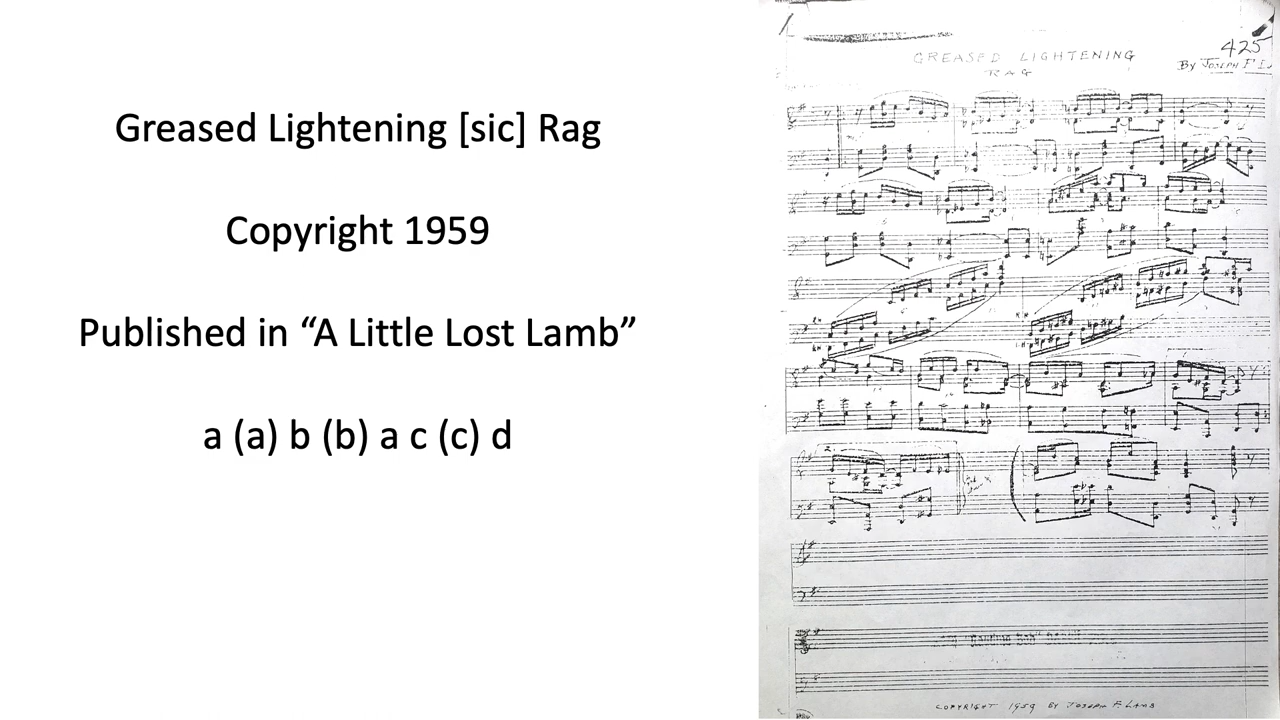 Greased Lightening [sic] Rag
Copyright 1959
Published in “A Little Lost Lamb”
a (a) b (b) a c (c) d
425
GREASED LIGHTENING
RAG
By JOSEPH F.
COPYRIGHT 1959 BY JOSEPH F. LAMB